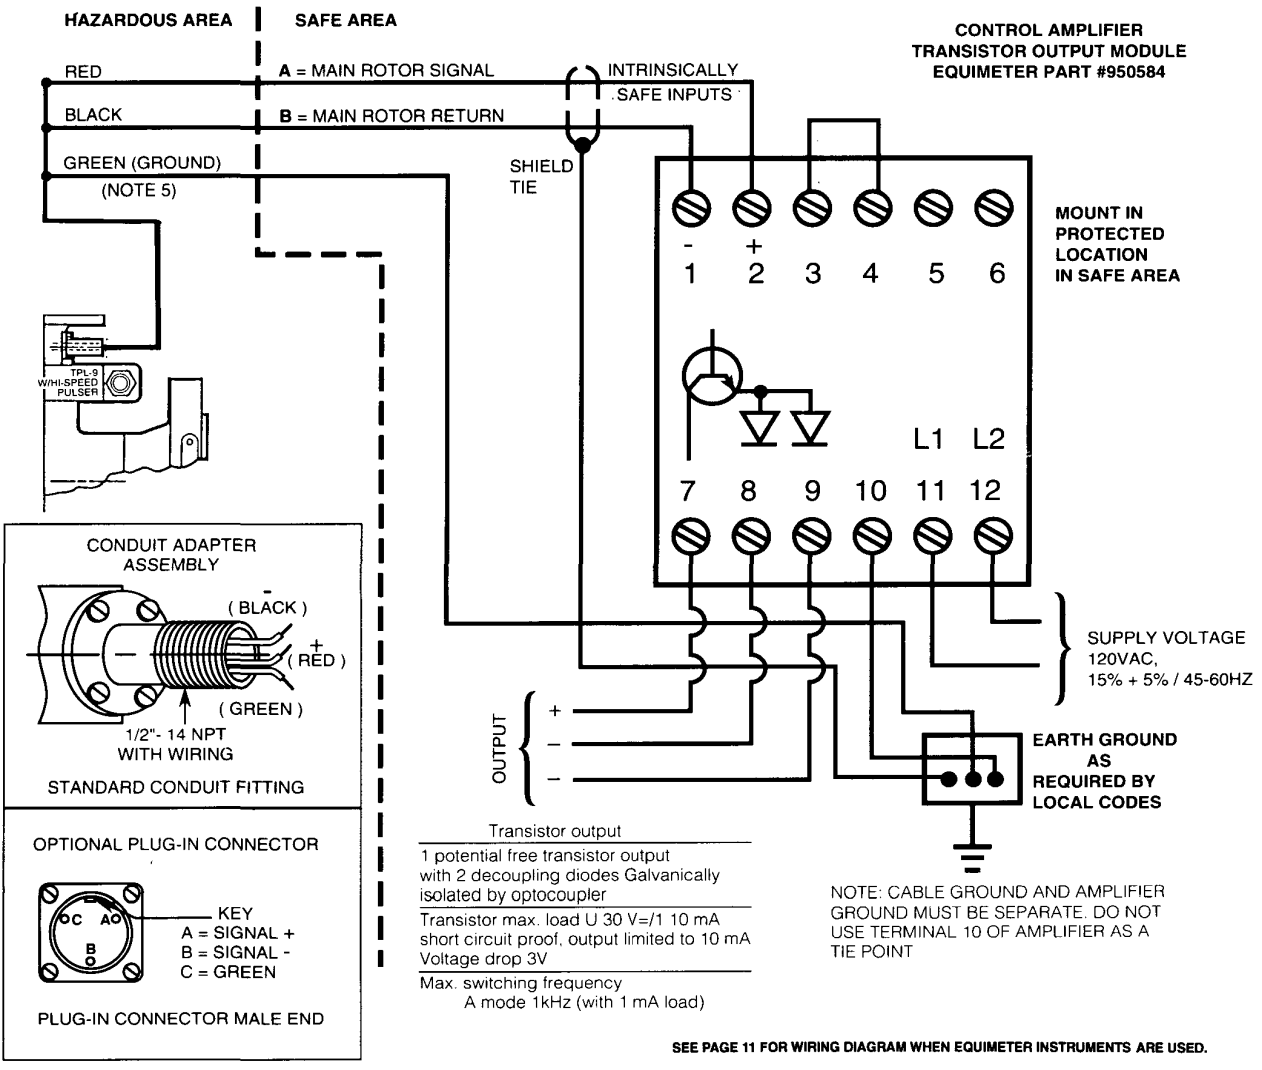 HAZARDOUS AREA
SAFE AREA
CONTROL AMPLIFIER
TRANSISTOR OUTPUT MODULE
EQUIMETER PART #950584
RED
A = MAIN ROTOR SIGNAL
INTRINSICALLY
SAFE INPUTS
BLACK
B = MAIN ROTOR RETURN
GREEN (GROUND)
(NOTE 5)
SHIELD
TIE
MOUNT IN
PROTECTED
LOCATION
IN SAFE AREA
- +
1 2 3 4 5 6
TPL-9
W/HI-SPEED
PULSER
L1 L2
7 8 9 10 11 12
CONDUIT ADAPTER
ASSEMBLY
-
( BLACK )
+
( RED )
( GREEN )
1/2"- 14 NPT
WITH WIRING
STANDARD CONDUIT FITTING
SUPPLY VOLTAGE
120VAC,
15% + 5% / 45-60HZ
OUTPUT
+
–
–
EARTH GROUND
AS
REQUIRED BY
LOCAL CODES
OPTIONAL PLUG-IN CONNECTOR
KEY
C A
B
A = SIGNAL +
B = SIGNAL -
C = GREEN
PLUG-IN CONNECTOR MALE END
Transistor output
1 potential free transistor output
with 2 decoupling diodes Galvanically
isolated by optocoupler
Transistor max. load U 30 V=/1 10 mA
short circuit proof, output limited to 10 mA
Voltage drop 3V
Max. switching frequency
A mode 1kHz (with 1 mA load)
NOTE: CABLE GROUND AND AMPLIFIER
GROUND MUST BE SEPARATE. DO NOT
USE TERMINAL 10 OF AMPLIFIER AS A
TIE POINT
SEE PAGE 11 FOR WIRING DIAGRAM WHEN EQUIMETER INSTRUMENTS ARE USED.